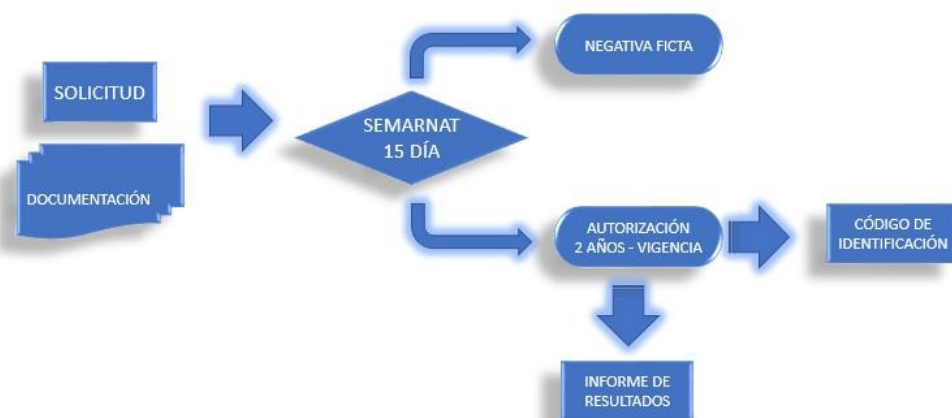 SOLICITUD
DOCUMENTACIÓN
SEMARNAT
15 DÍA
NEGATIVA FICTA
AUTORIZACIÓN
2 AÑOS - VIGENCIA
CÓDIGO DE
IDENTIFICACIÓN
INFORME DE
RESULTADOS